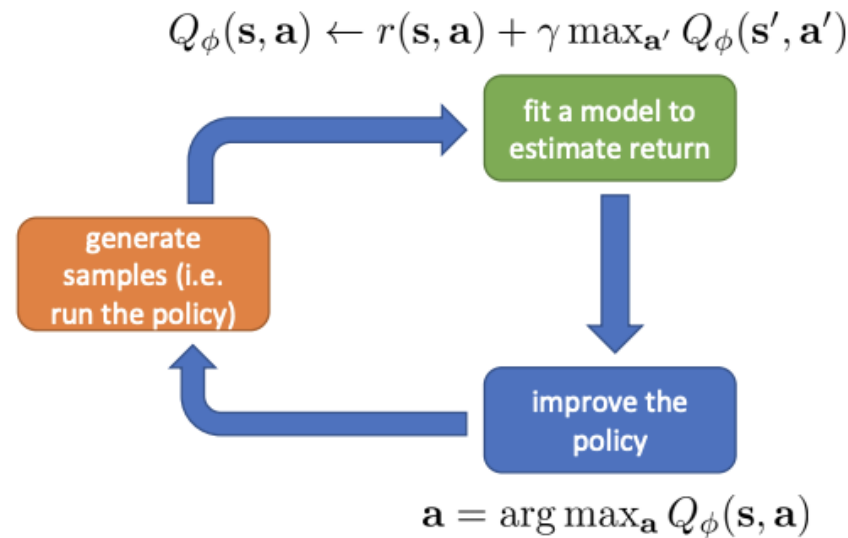 Q_ϕ(s, a) ← r(s, a) + γ max_a′ Q_ϕ(s′, a′)
fit a model to
estimate return
generate
samples (i.e.
run the policy)
improve the
policy
a = arg max_a Q_ϕ(s, a)